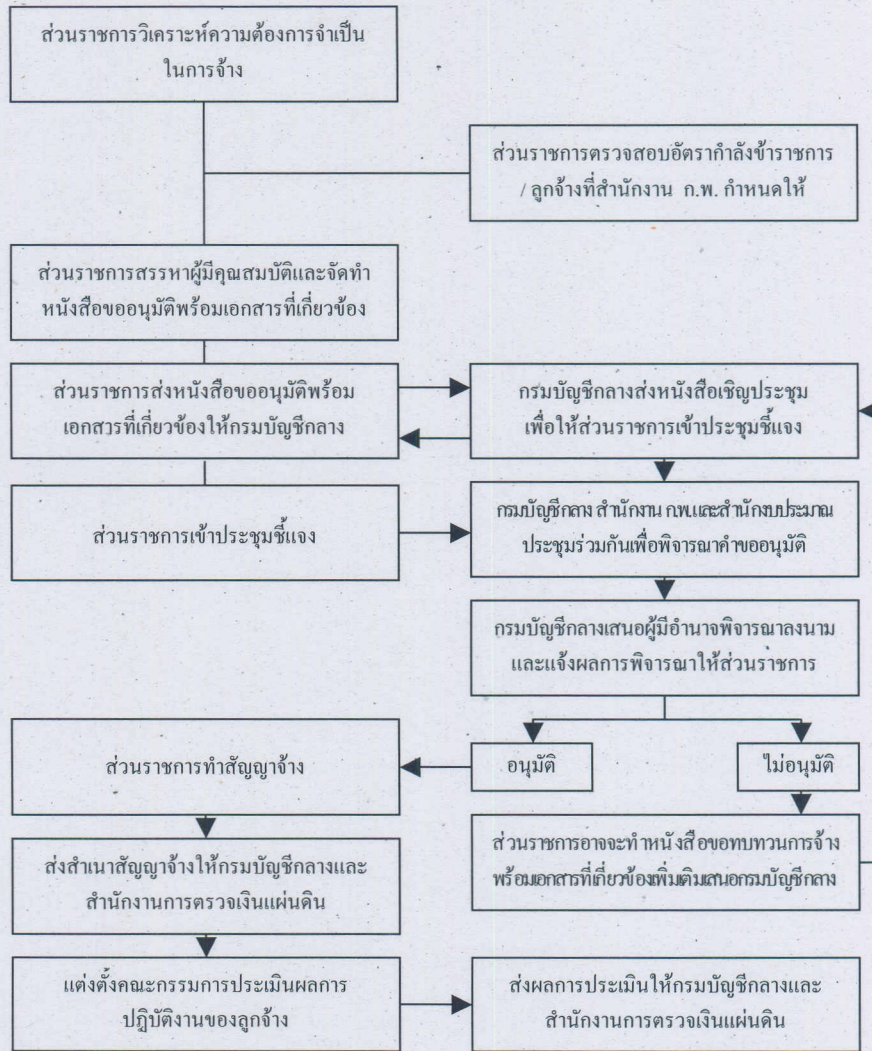 ส่วนราชการวิเคราะห์ความต้องการจำเป็น
ในการจ้าง
ส่วนราชการตรวจสอบอัตรากำลังข้าราชการ
/ ลูกจ้างที่สำนักงาน ก.พ. กำหนดให้
ส่วนราชการสรรหาผู้มีคุณสมบัติและจัดทำ
หนังสือขออนุมัติพร้อมเอกสารที่เกี่ยวข้อง
ส่วนราชการส่งหนังสือขออนุมัติพร้อม
เอกสารที่เกี่ยวข้องให้กรมบัญชีกลาง
กรมบัญชีกลางส่งหนังสือเชิญประชุม
เพื่อให้ส่วนราชการเข้าประชุมชี้แจง
ส่วนราชการเข้าประชุมชี้แจง
กรมบัญชีกลาง สำนักงาน ก.พ.และสำนักงบประมาณ
ประชุมร่วมกันเพื่อพิจารณาคำขออนุมัติ
กรมบัญชีกลางเสนอผู้มีอำนาจพิจารณาลงนาม
และแจ้งผลการพิจารณาให้ส่วนราชการ
ส่วนราชการทำสัญญาจ้าง
อนุมัติ
ไม่อนุมัติ
ส่งสำเนาสัญญาจ้างให้กรมบัญชีกลางและ
สำนักงานการตรวจเงินแผ่นดิน
ส่วนราชการอาจจะทำหนังสือขอทบทวนการจ้าง
พร้อมเอกสารที่เกี่ยวข้องเพิ่มเติมเสนอกรมบัญชีกลาง
แต่งตั้งคณะกรรมการประเมินผลการ
ปฏิบัติงานของลูกจ้าง
ส่งผลการประเมินให้กรมบัญชีกลางและ
สำนักงานการตรวจเงินแผ่นดิน